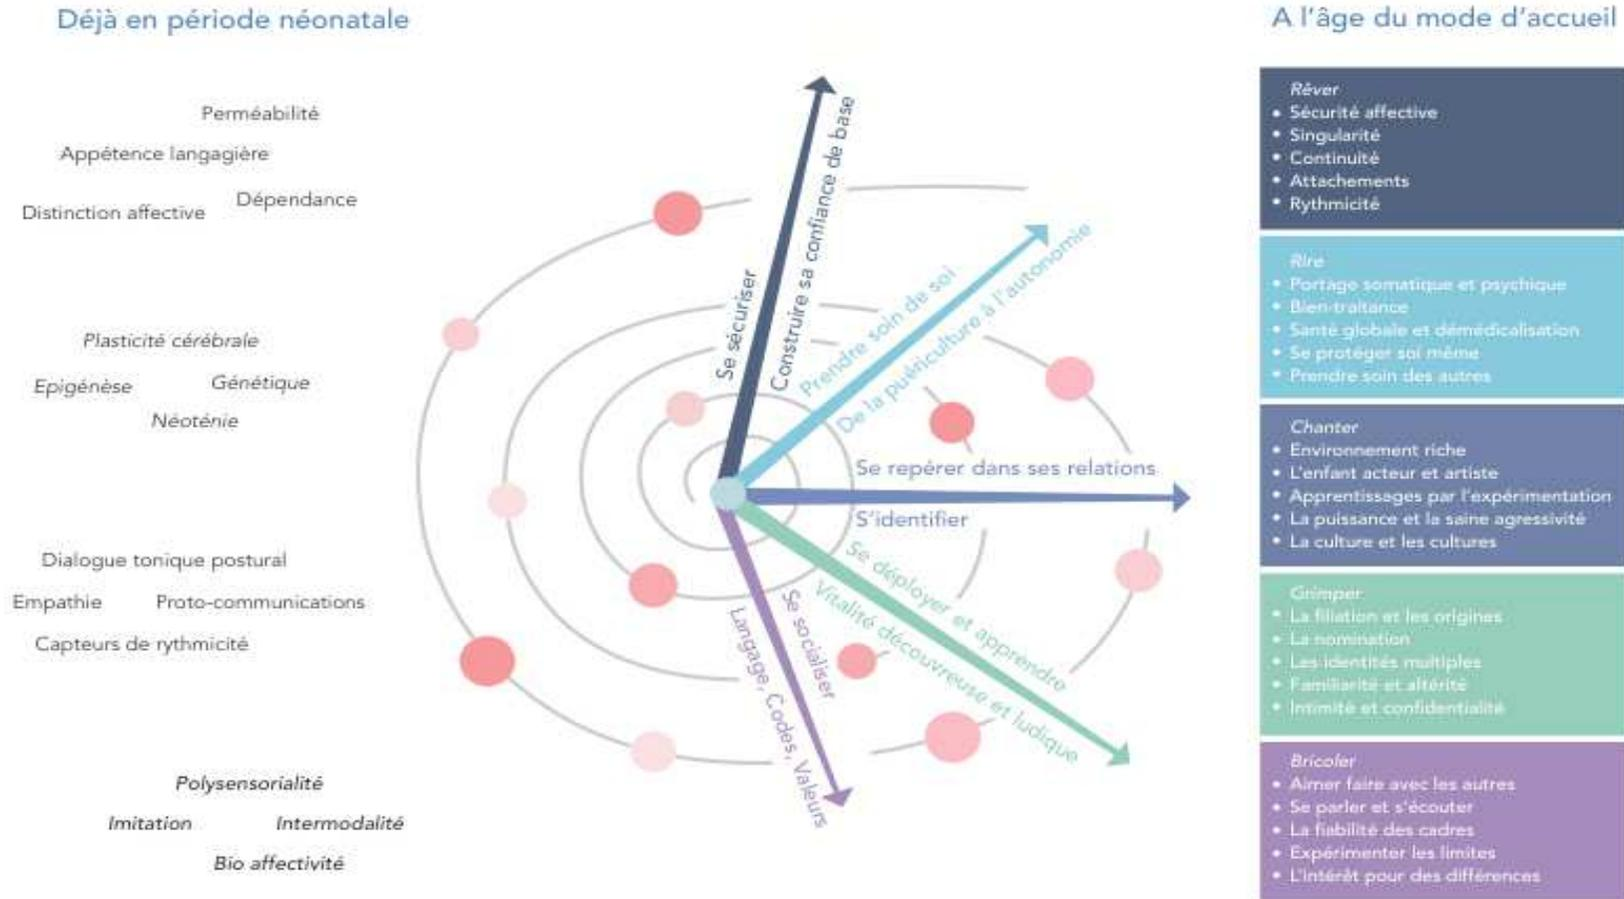 Déjà en période néonatale
Perméabilité
Appétence langagière
Distinction affective
Dépendance
Plasticité cérébrale
Epigénèse
Génétique
Néoténie
Dialogue tonique postural
Empathie
Proto-communications
Capteurs de rythmicité
Polysensorialité
Imitation
Intermodalité
Bio affectivité
Se sécuriser
Construire sa confiance de base
Prendre soin de soi
De la puériculture à l'autonomie
Se repérer dans ses relations
S'identifier
Se déployer et apprendre
Vitalité découvreuse et ludique
Se socialiser
Langage, Codes, Valeurs
A l'âge du mode d'accueil
Rêver
• Sécurité affective
• Singularité
• Continuité
• Attachements
• Rythmicité
Rire
• Portage somatique et psychique
• Bien-traitance
• Santé globale et démédicalisation
• Se protéger soi même
• Prendre soin des autres
Chanter
• Environnement riche
• L'enfant acteur et artiste
• Apprentissages par l'expérimentation
• La puissance et la saine agressivité
• La culture et les cultures
Grimper
• La filiation et les origines
• La nomination
• Les identités multiples
• Familiarité et altérité
• Intimité et confidentialité
Bricoler
• Aimer faire avec les autres
• Se parler et s'écouter
• La fiabilité des cadres
• Expérimenter les limites
• L'intérêt pour des différences